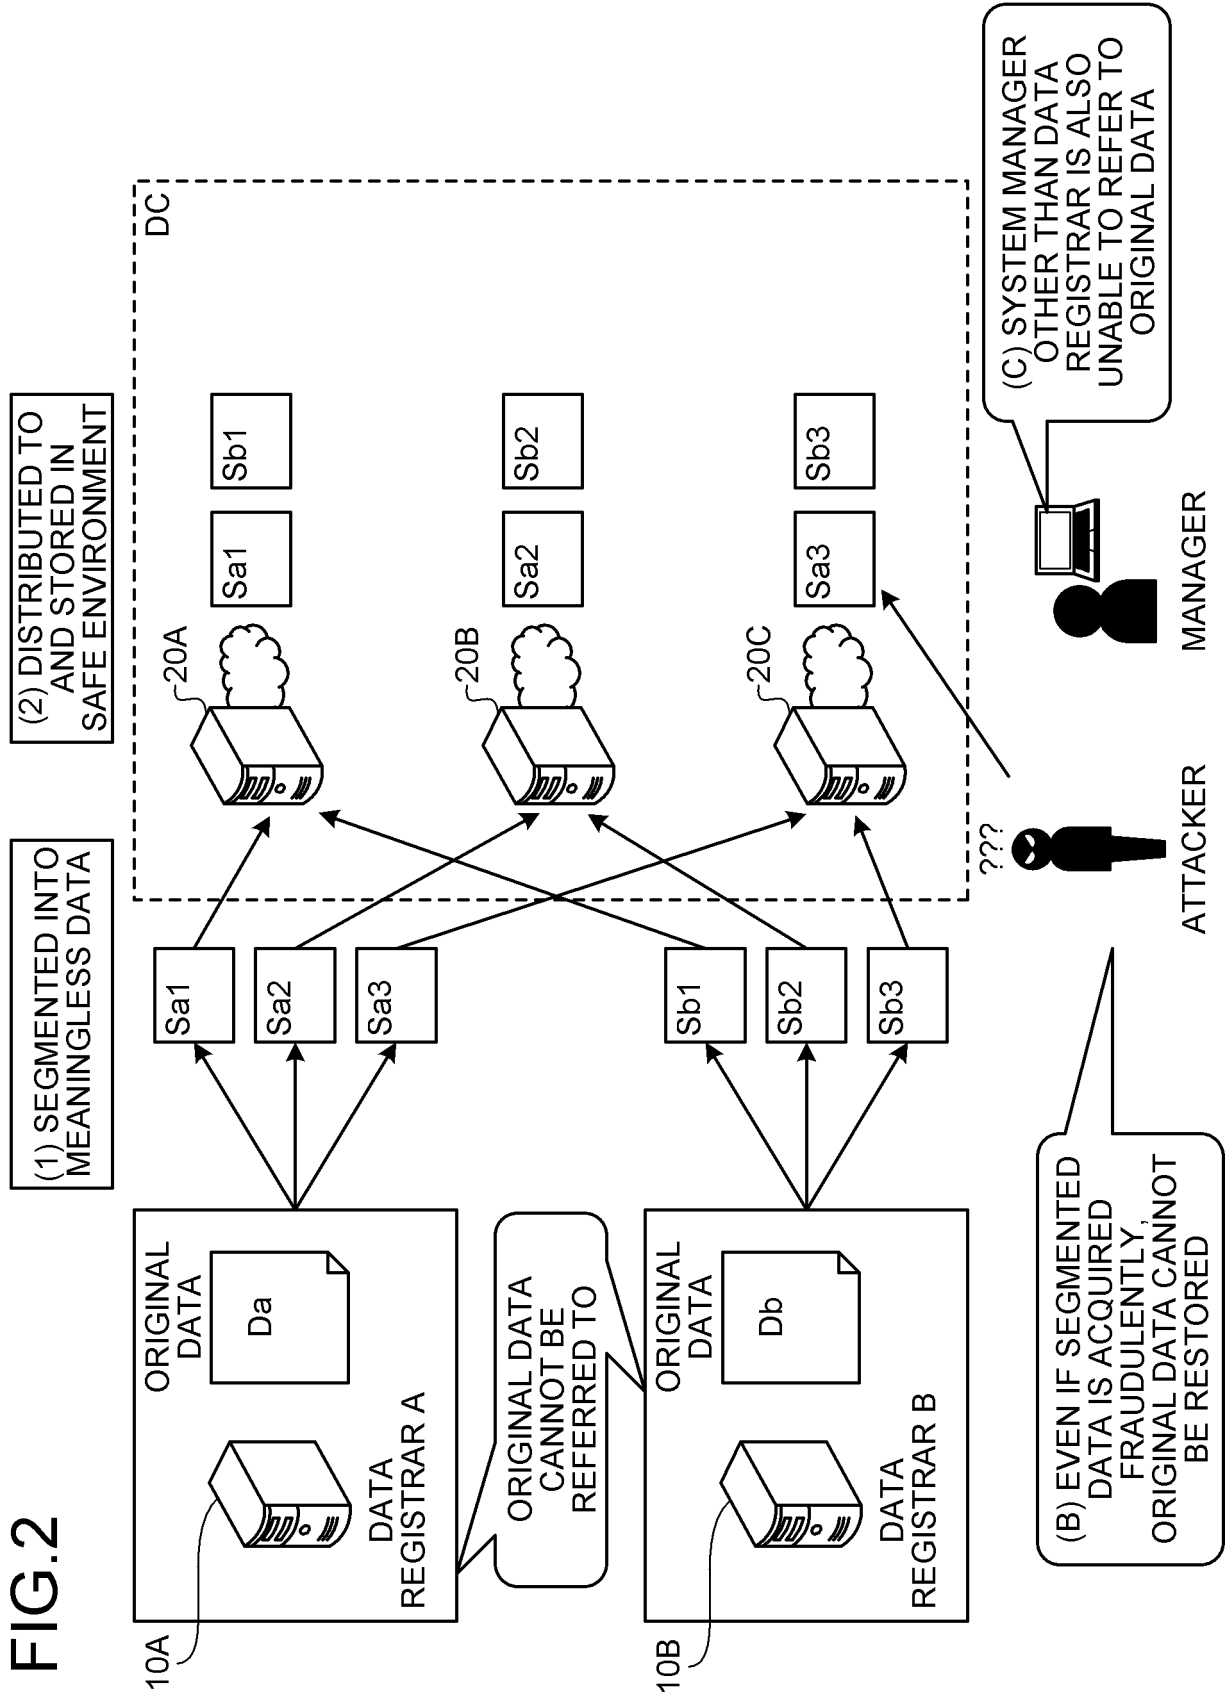 FIG.2
(1) SEGMENTED INTO
MEANINGLESS DATA
(2) DISTRIBUTED TO
AND STORED IN
SAFE ENVIRONMENT
10A
ORIGINAL
DATA
Da
DATA
REGISTRAR A
Sa1
Sa2
Sa3
DC
20A
Sa1
Sb1
ORIGINAL DATA
CANNOT BE
REFERRED TO
20B
Sa2
Sb2
10B
ORIGINAL
DATA
Db
DATA
REGISTRAR B
Sb1
Sb2
Sb3
20C
Sa3
Sb3
(B) EVEN IF SEGMENTED
DATA IS ACQUIRED
FRAUDULENTLY,
ORIGINAL DATA CANNOT
BE RESTORED
???
ATTACKER
MANAGER
(C) SYSTEM MANAGER
OTHER THAN DATA
REGISTRAR IS ALSO
UNABLE TO REFER TO
ORIGINAL DATA